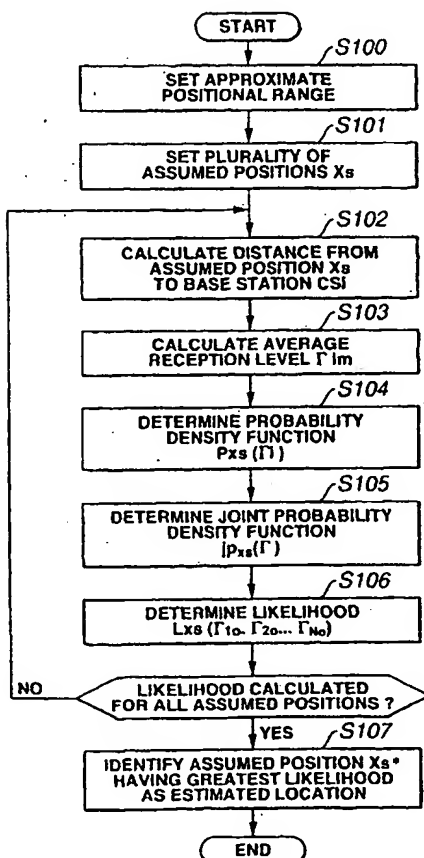 START
S100
SET APPROXIMATE
POSITIONAL RANGE
S101
SET PLURALITY OF
ASSUMED POSITIONS Xs
S102
CALCULATE DISTANCE FROM
ASSUMED POSITION Xs
TO BASE STATION CSi
S103
CALCULATE AVERAGE
RECEPTION LEVEL Γ im
S104
DETERMINE PROBABILITY
DENSITY FUNCTION
Pxs (Γi)
S105
DETERMINE JOINT PROBABILITY
DENSITY FUNCTION
jpxs(Γ)
S106
DETERMINE LIKELIHOOD
Lxs (Γ1o, Γ2o... ΓNo)
NO
LIKELIHOOD CALCULATED
FOR ALL ASSUMED POSITIONS ?
YES
S107
IDENTIFY ASSUMED POSITION Xs*
HAVING GREATEST LIKELIHOOD
AS ESTIMATED LOCATION
END